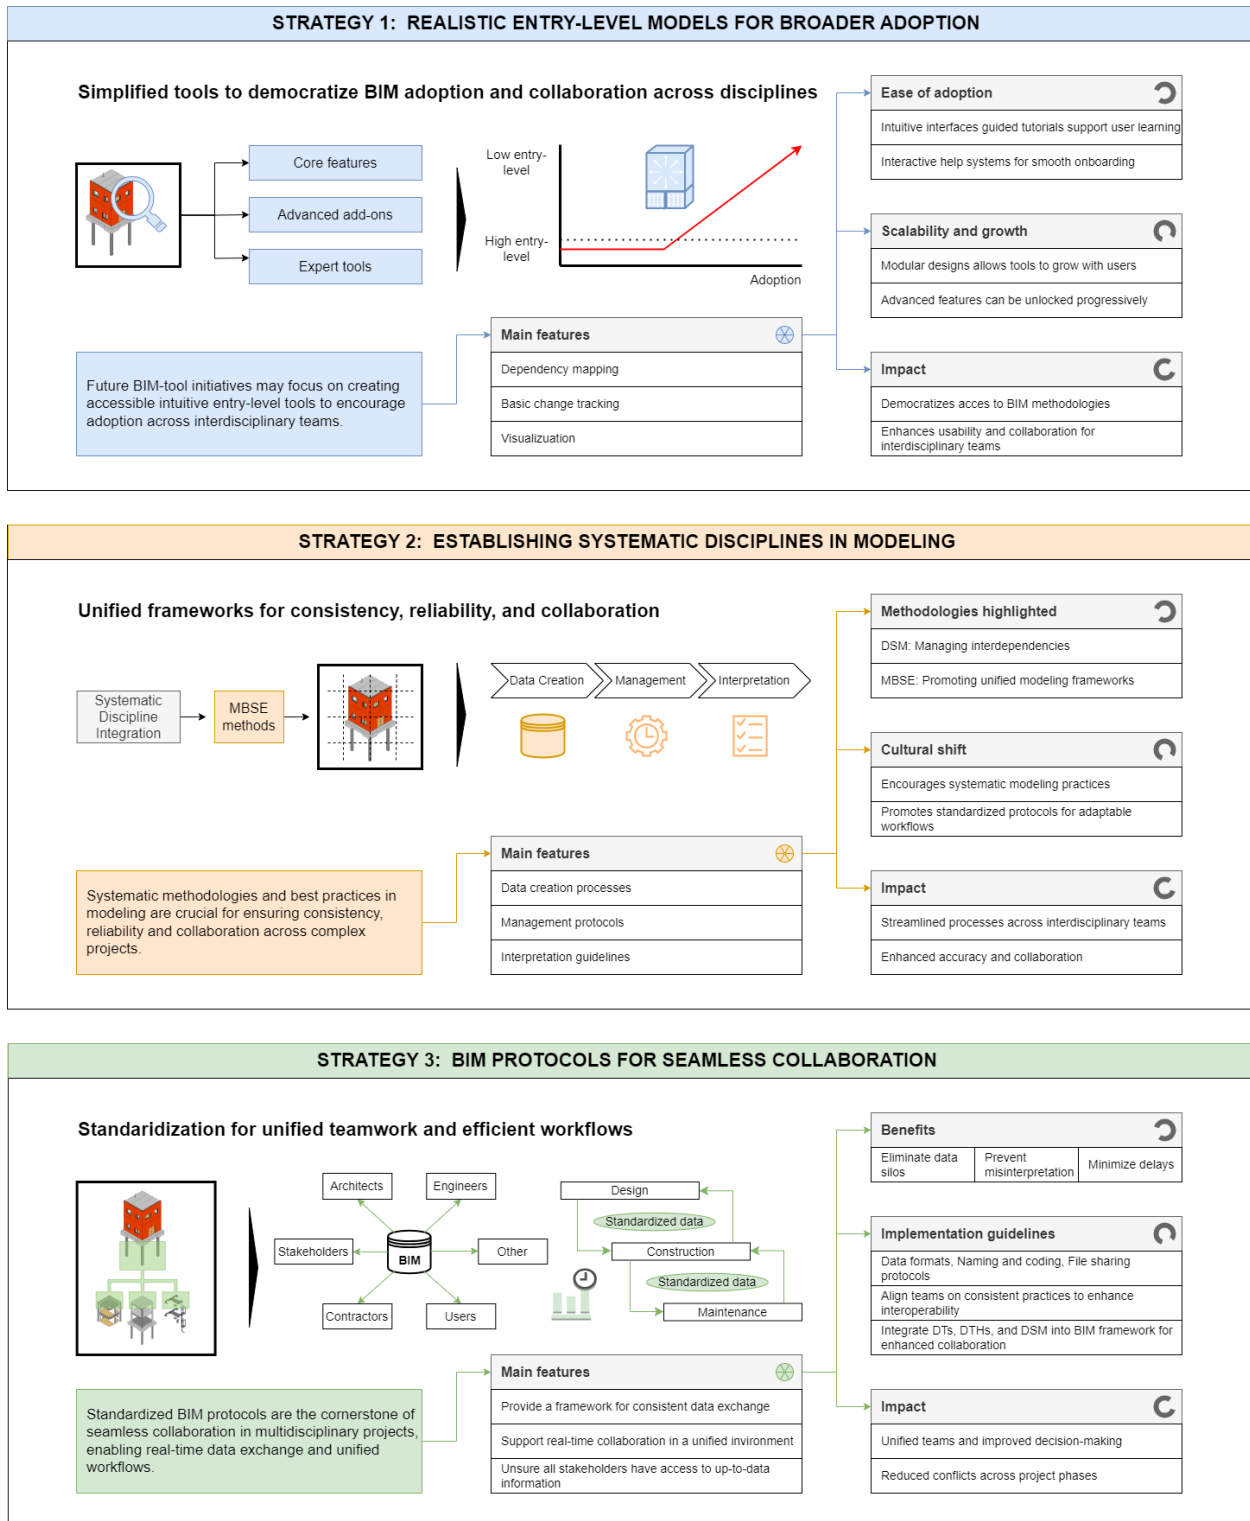 STRATEGY 1: REALISTIC ENTRY-LEVEL MODELS FOR BROADER ADOPTION
Simplified tools to democratize BIM adoption and collaboration across disciplines
Core features
Advanced add-ons
Expert tools
Low entry-
level
High entry-
level
Adoption
Future BIM-tool initiatives may focus on creating
accessible intuitive entry-level tools to encourage
adoption across interdisciplinary teams.
Main features
Dependency mapping
Basic change tracking
Visualizuation
Ease of adoption
Intuitive interfaces guided tutorials support user learning
Interactive help systems for smooth onboarding
Scalability and growth
Modular designs allows tools to grow with users
Advanced features can be unlocked progressively
Impact
Democratizes acces to BIM methodologies
Enhances usability and collaboration for
interdisciplinary teams
STRATEGY 2: ESTABLISHING SYSTEMATIC DISCIPLINES IN MODELING
Unified frameworks for consistency, reliability, and collaboration
Systematic
Discipline
Integration
MBSE
methods
Data Creation
Management
Interpretation
Systematic methodologies and best practices in
modeling are crucial for ensuring consistency,
reliability and collaboration across complex
projects.
Main features
Data creation processes
Management protocols
Interpretation guidelines
Methodologies highlighted
DSM: Managing interdependencies
MBSE: Promoting unified modeling frameworks
Cultural shift
Encourages systematic modeling practices
Promotes standardized protocols for adaptable
workflows
Impact
Streamlined processes across interdisciplinary teams
Enhanced accuracy and collaboration
STRATEGY 3: BIM PROTOCOLS FOR SEAMLESS COLLABORATION
Standaridization for unified teamwork and efficient workflows
Architects
Engineers
Stakeholders
BIM
Other
Contractors
Users
Design
Standardized data
Construction
Standardized data
Maintenance
Standardized BIM protocols are the cornerstone of
seamless collaboration in multidisciplinary projects,
enabling real-time data exchange and unified
workflows.
Main features
Provide a framework for consistent data exchange
Support real-time collaboration in a unified invironment
Unsure all stakeholders have access to up-to-data
information
Benefits
Eliminate data
silos
Prevent
misinterpretation
Minimize delays
Implementation guidelines
Data formats, Naming and coding, File sharing
protocols
Align teams on consistent practices to enhance
interoperability
Integrate DTs, DTHs, and DSM into BIM framework for
enhanced collaboration
Impact
Unified teams and improved decision-making
Reduced conflicts across project phases